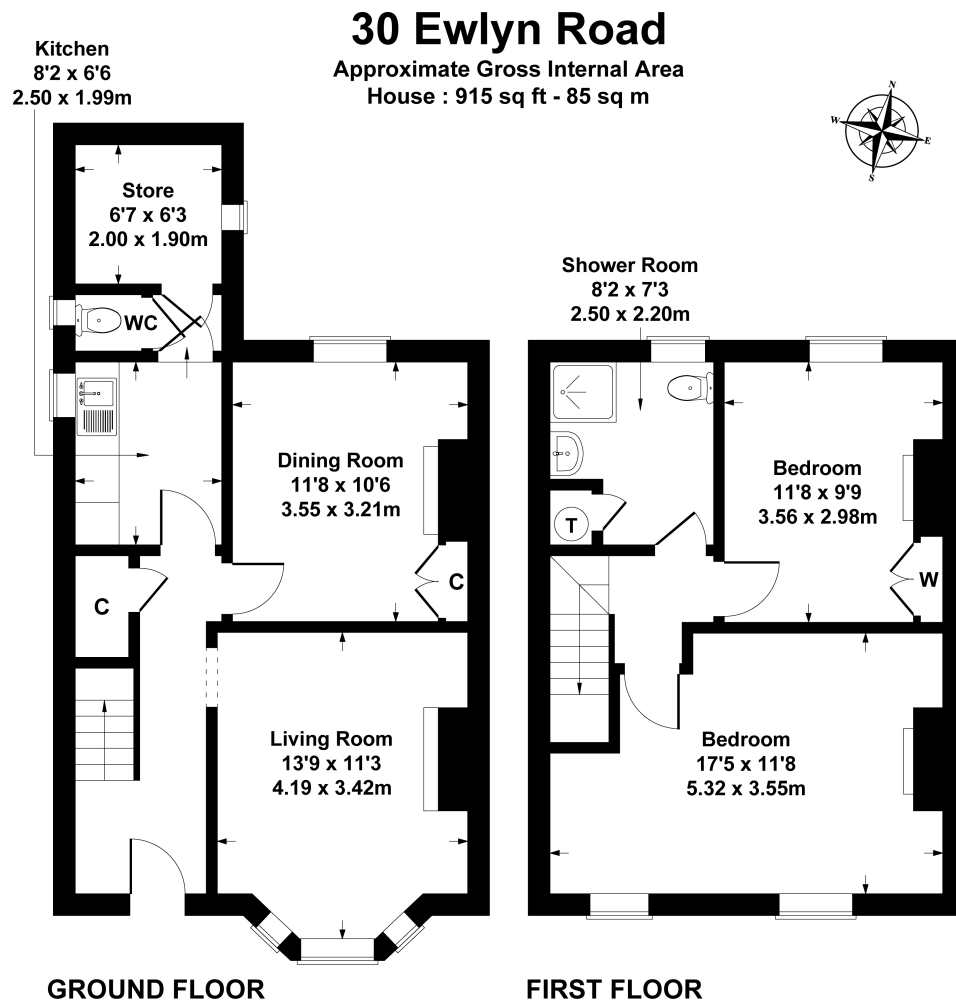 30 Ewlyn Road
Approximate Gross Internal Area
House : 915 sq ft - 85 sq m
Kitchen
8'2 x 6'6
2.50 x 1.99m
N
W
E
S
Store
6'7 x 6'3
2.00 x 1.90m
WC
Shower Room
8'2 x 7'3
2.50 x 2.20m
Dining Room
11'8 x 10'6
3.55 x 3.21m
C
C
Living Room
13'9 x 11'3
4.19 x 3.42m
Bedroom
11'8 x 9'9
3.56 x 2.98m
T
W
Bedroom
17'5 x 11'8
5.32 x 3.55m
GROUND FLOOR
FIRST FLOOR